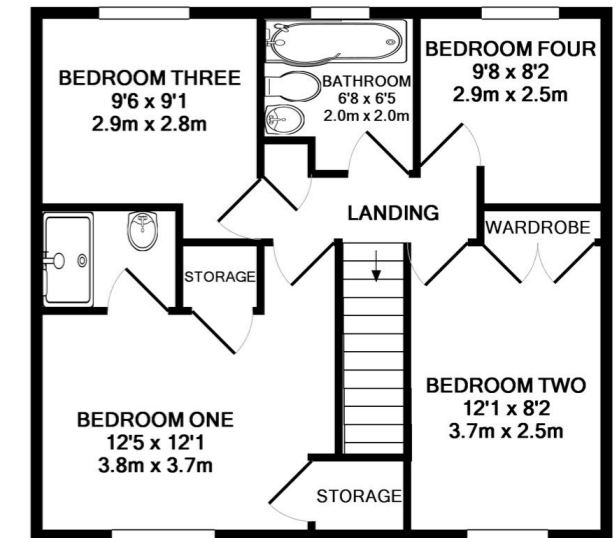 BEDROOM THREE
9'6 x 9'1
2.9m x 2.8m
BATHROOM
6'8 x 6'5
2.0m x 2.0m
BEDROOM FOUR
9'8 x 8'2
2.9m x 2.5m
LANDING
WARDROBE
STORAGE
BEDROOM ONE
12'5 x 12'1
3.8m x 3.7m
BEDROOM TWO
12'1 x 8'2
3.7m x 2.5m
STORAGE